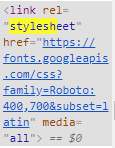 <link rel=
"stylesheet"
href="https://
fonts.googleapis
.com/css?
family=Roboto:
400,700&subset=l
atin" media=
"all"> == $0